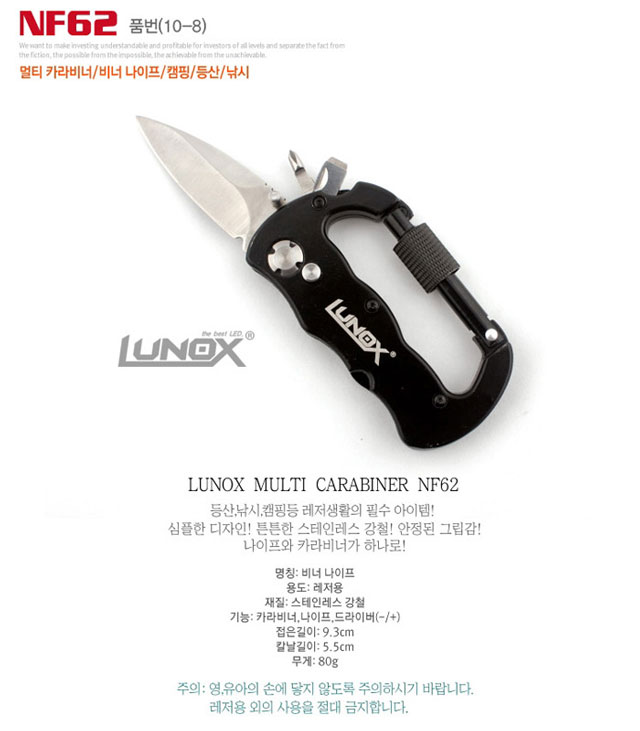 NF62 품번(10-8)
We want to make investing understandable and profitable for investors of all levels and separate the fact from
the fiction, the possible from the impossible, the achievable from the unachievable.
멀티 카라비너/비너 나이프/캠핑/등산/낚시
LUNOX®
the best LED.
LUNOX®
LUNOX MULTI CARABINER NF62
등산,낚시,캠핑등 레저생활의 필수 아이템!
심플한 디자인! 튼튼한 스테인레스 강철! 안정된 그립감!
나이프와 카라비너가 하나로!
명칭: 비너 나이프
용도: 레저용
재질: 스테인레스 강철
기능: 카라비너,나이프,드라이버(-/+)
접은길이: 9.3cm
칼날길이: 5.5cm
무게: 80g
주의: 영,유아의 손에 닿지 않도록 주의하시기 바랍니다.
레저용 외의 사용을 절대 금지합니다.